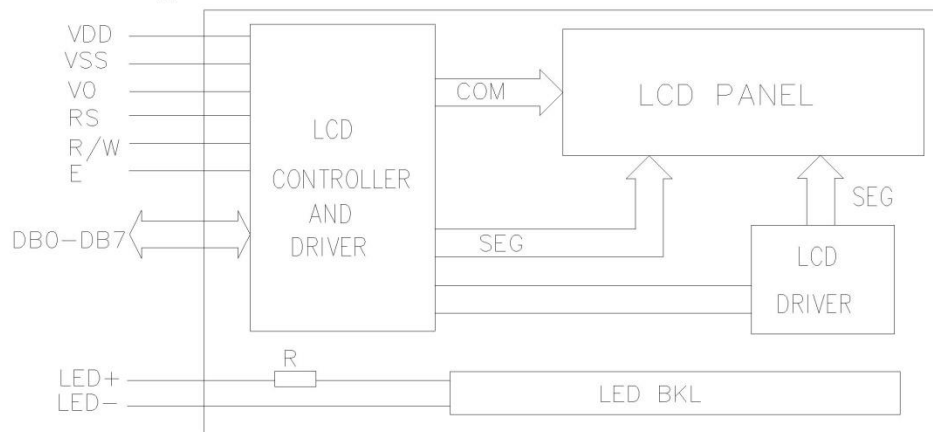 VDD
VSS
VO
RS
R/W
E
DB0-DB7
LCD
CONTROLLER
AND
DRIVER
COM
SEG
LCD PANEL
SEG
LCD
DRIVER
LED+
LED-
R
LED BKL